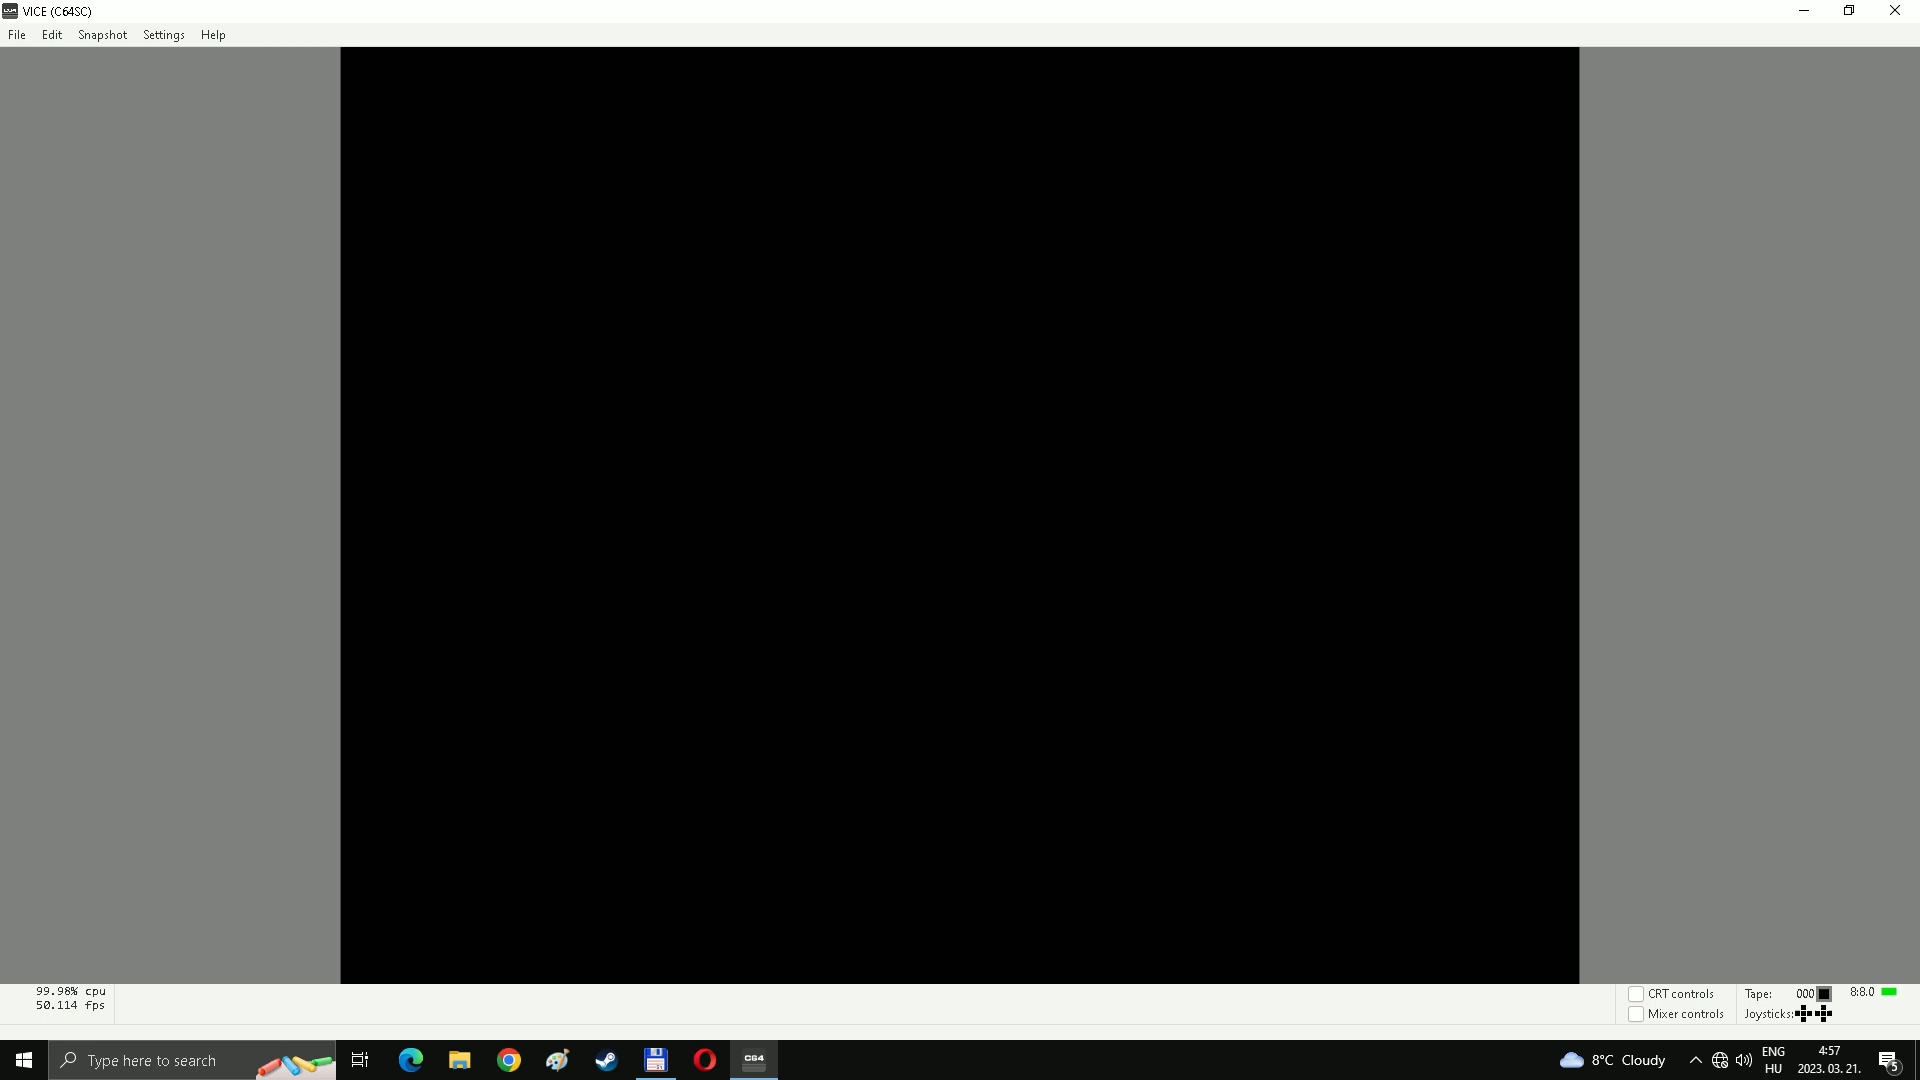 VICE (C64SC)
File Edit Snapshot Settings Help
99.98% cpu
50.114 fps
CRT controls
Mixer controls
Tape: 000
Joysticks:
8:8.0
Type here to search
C64
8°C Cloudy
ENG
HU
4:57
2023. 03. 21.
5